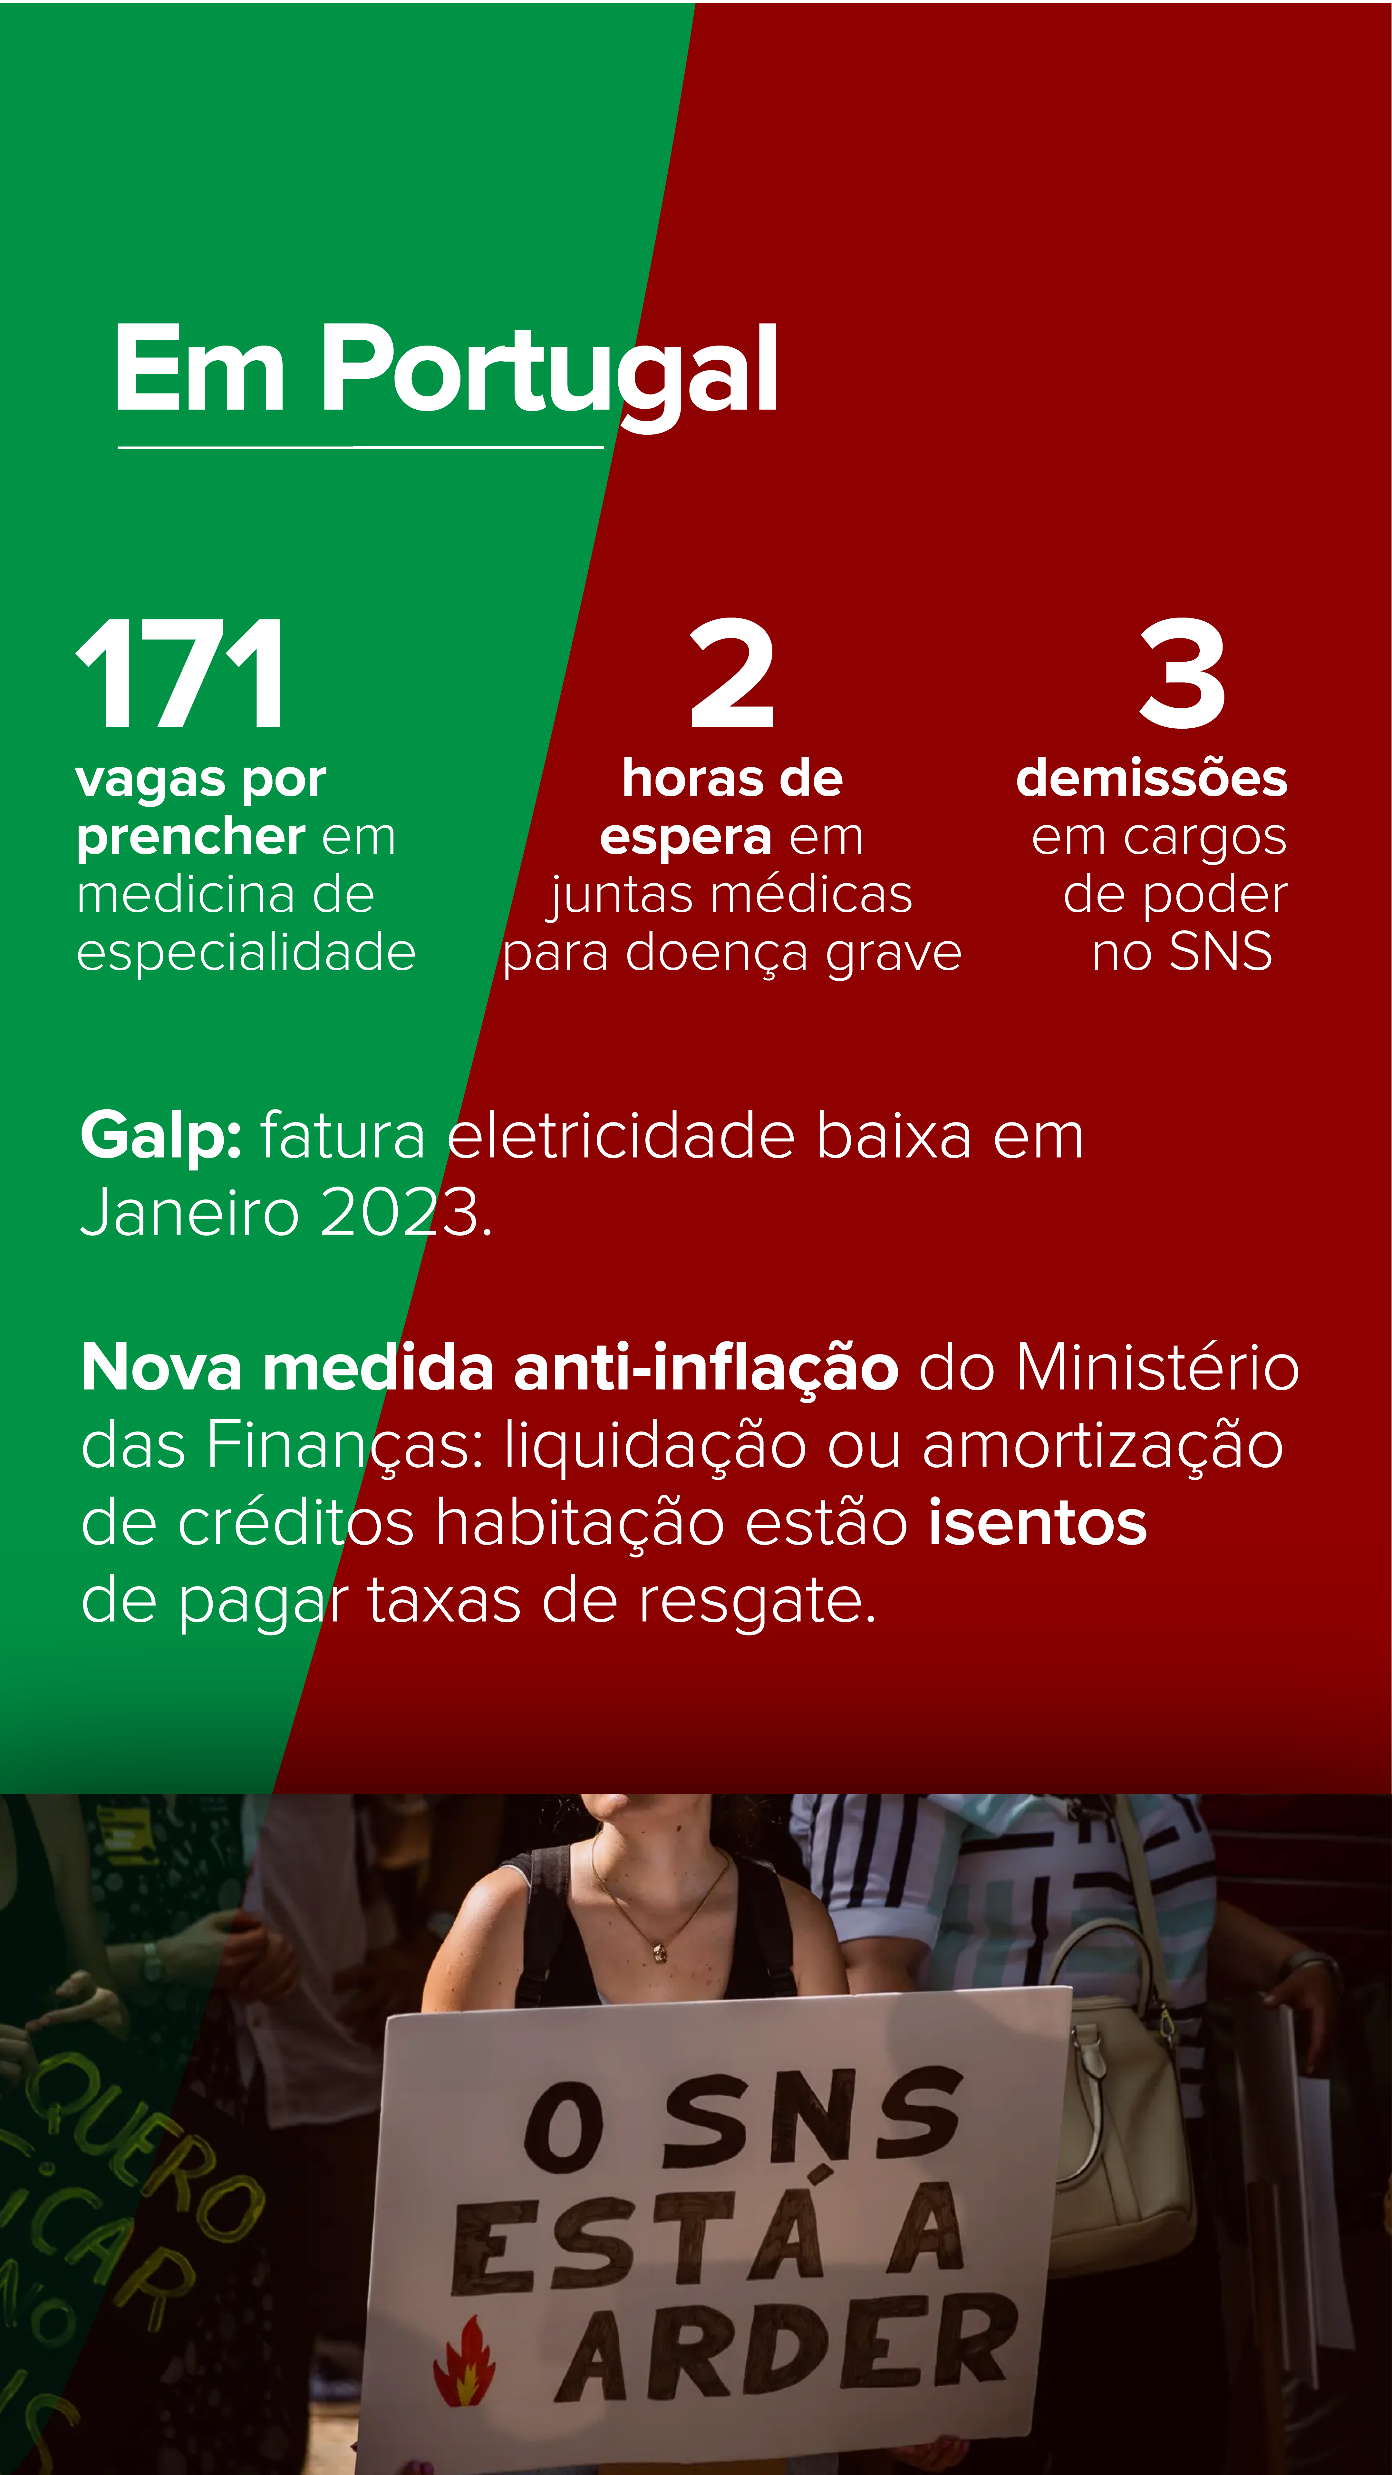 Em Portugal
171
vagas por
prencher em
medicina de
especialidade
2
horas de
espera em
juntas médicas
para doença grave
3
demissões
em cargos
de poder
no SNS
Galp: fatura eletricidade baixa em
Janeiro 2023.
Nova medida anti-inflação do Ministério
das Finanças: liquidação ou amortização
de créditos habitação estão isentos
de pagar taxas de resgate.
QUERO
O SNS
ESTÁ A
ARDER